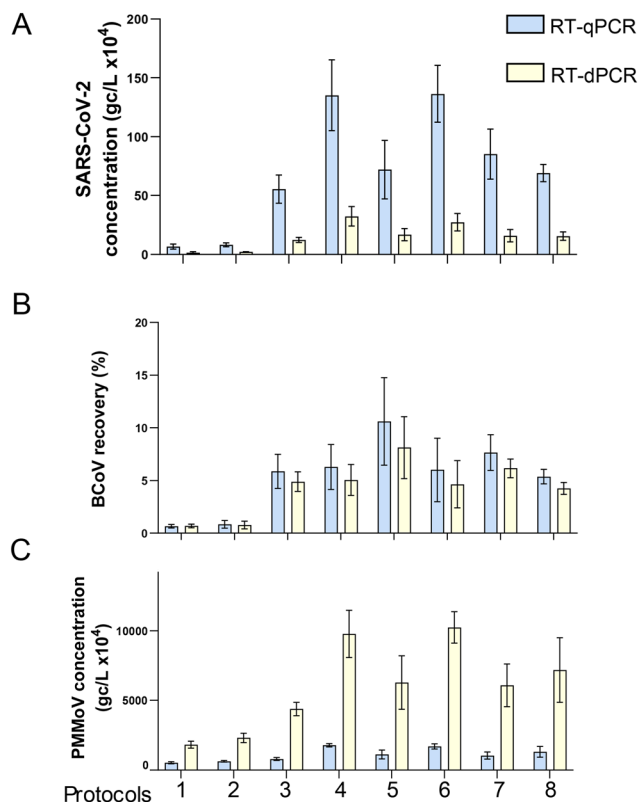 A
RT-qPCR
RT-dPCR
SARS-CoV-2
concentration (gc/L x10⁴)
200
150
100
50
0
B
BCoV recovery (%)
20
15
10
5
0
C
PMMoV concentration
(gc/L x10⁴)
10000
5000
0
Protocols 1 2 3 4 5 6 7 8